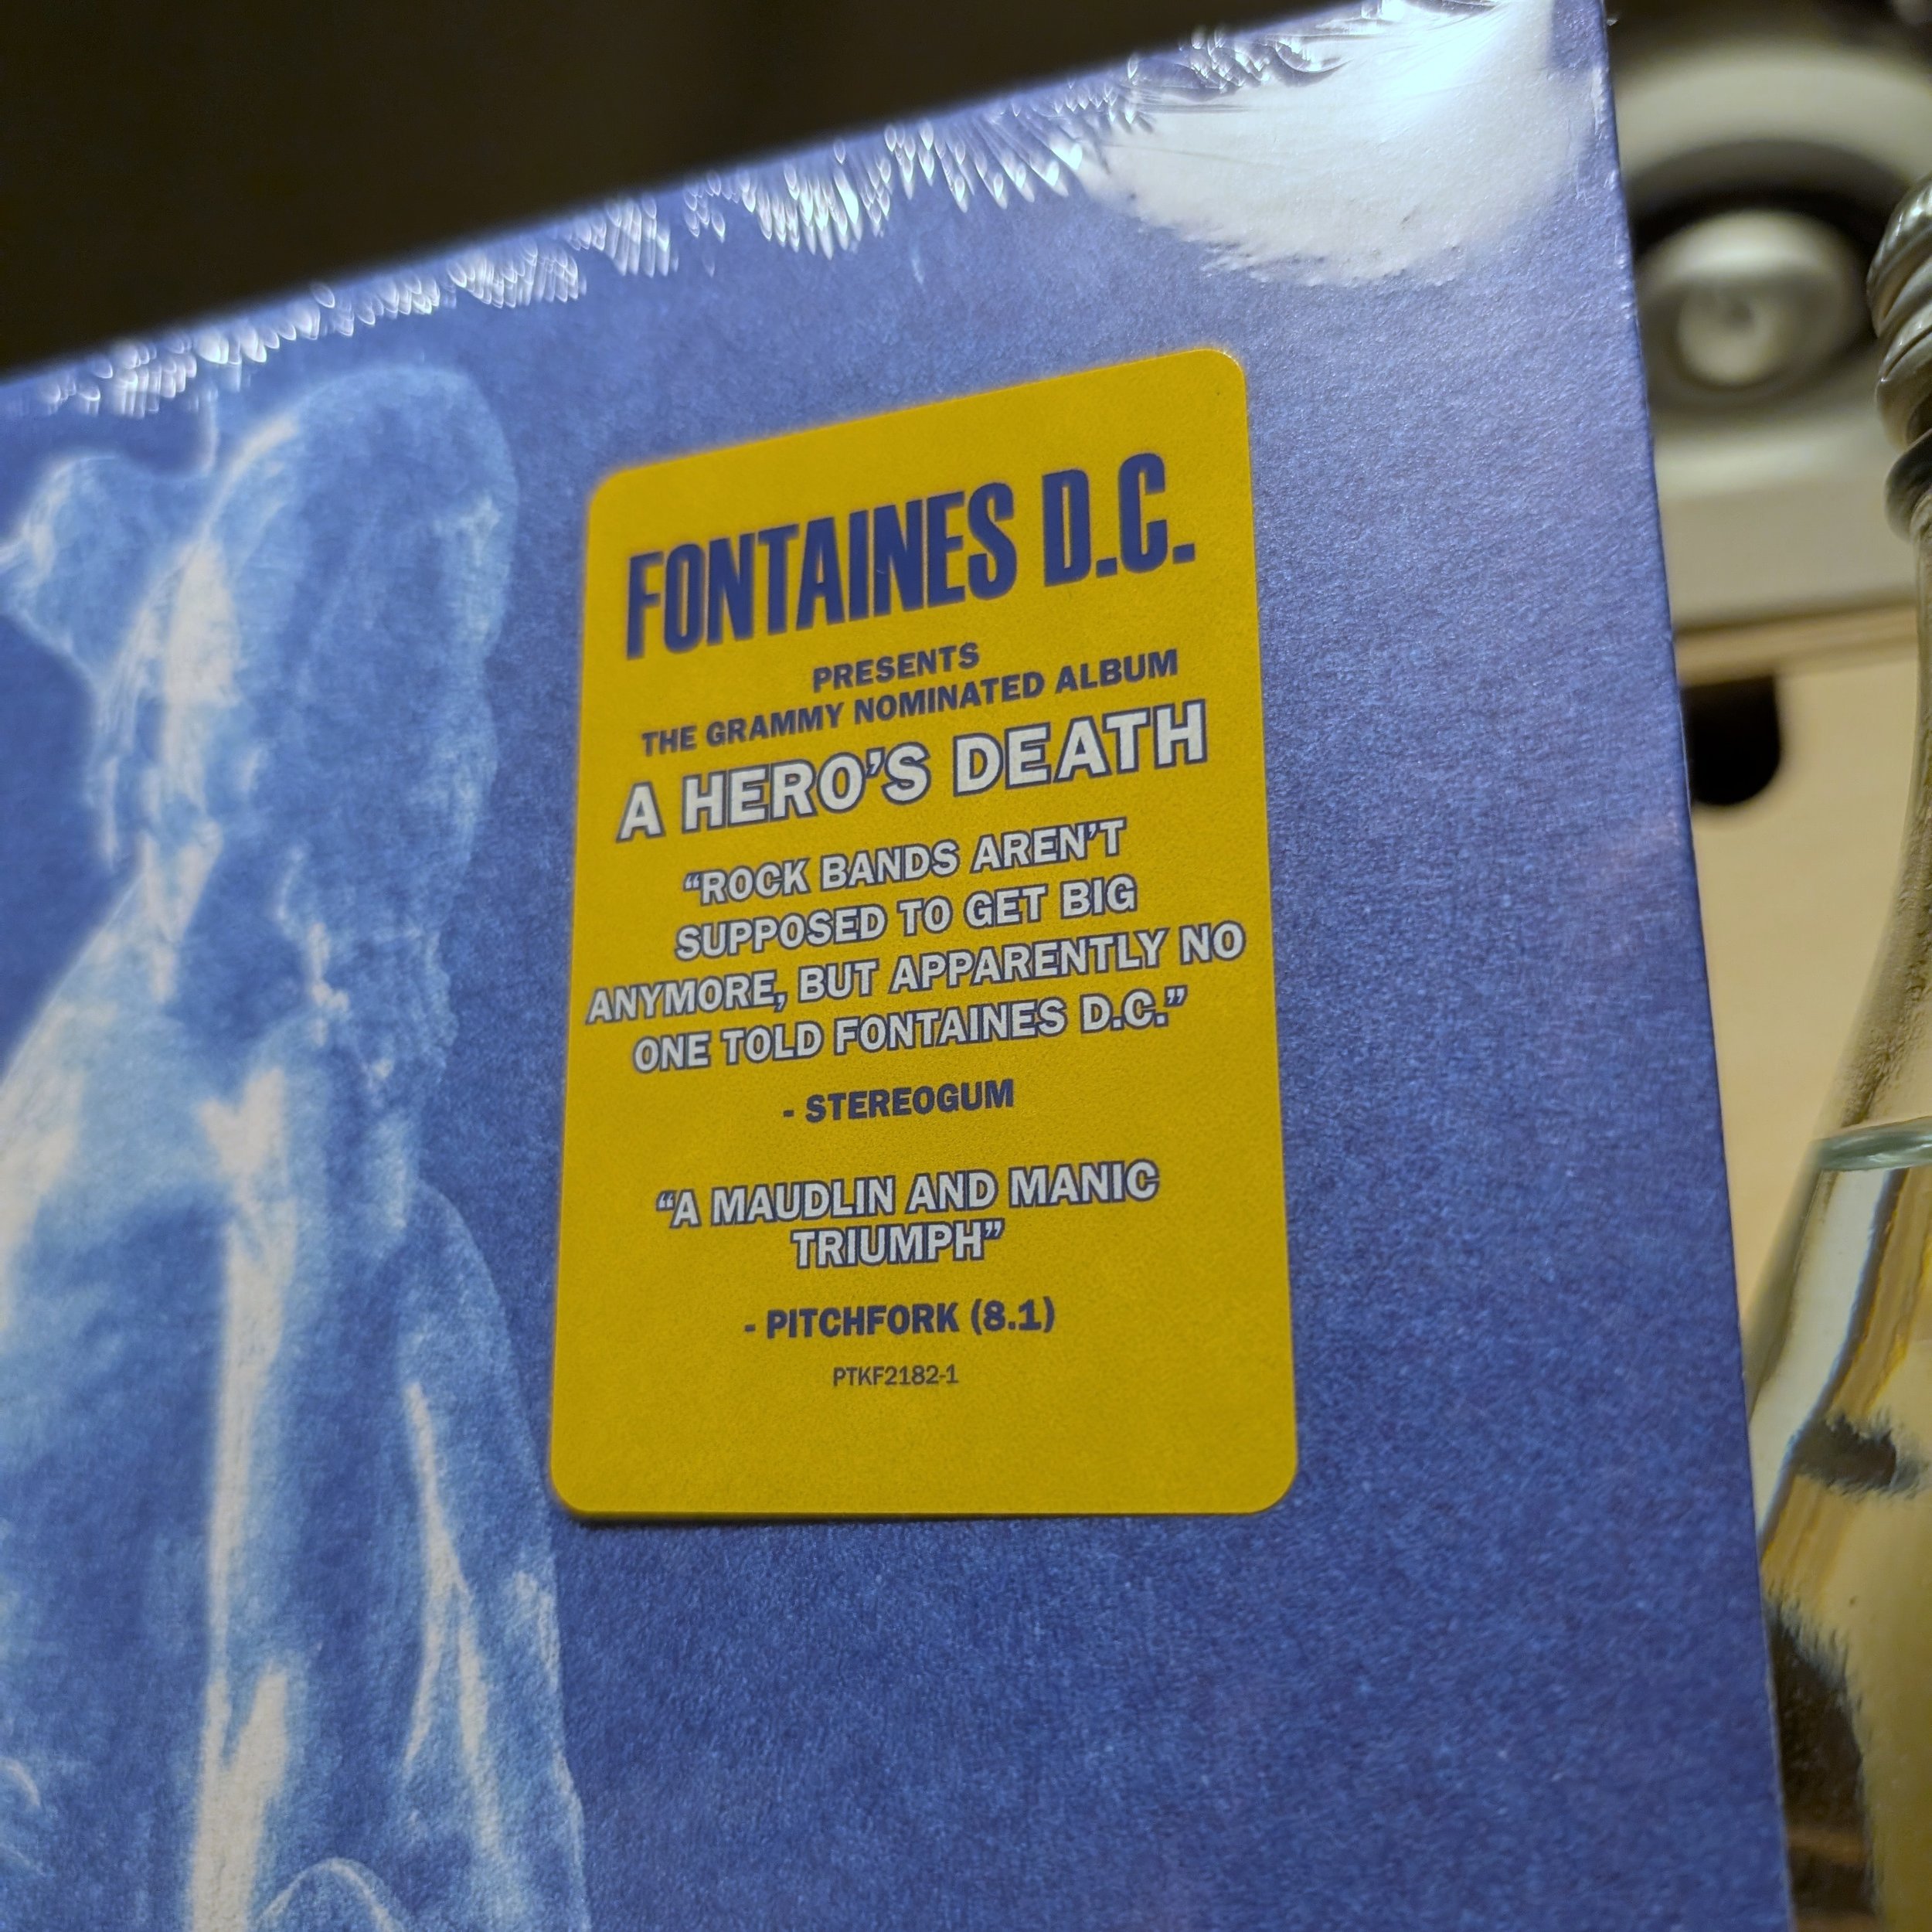 FONTAINES D.C.
PRESENTS
THE GRAMMY NOMINATED ALBUM
A HERO'S DEATH
“ROCK BANDS AREN'T
SUPPOSED TO GET BIG
ANYMORE, BUT APPARENTLY NO
ONE TOLD FONTAINES D.C.”
- STEREOGUM
“A MAUDLIN AND MANIC
TRIUMPH”
- PITCHFORK (8.1)
PTKF2182-1